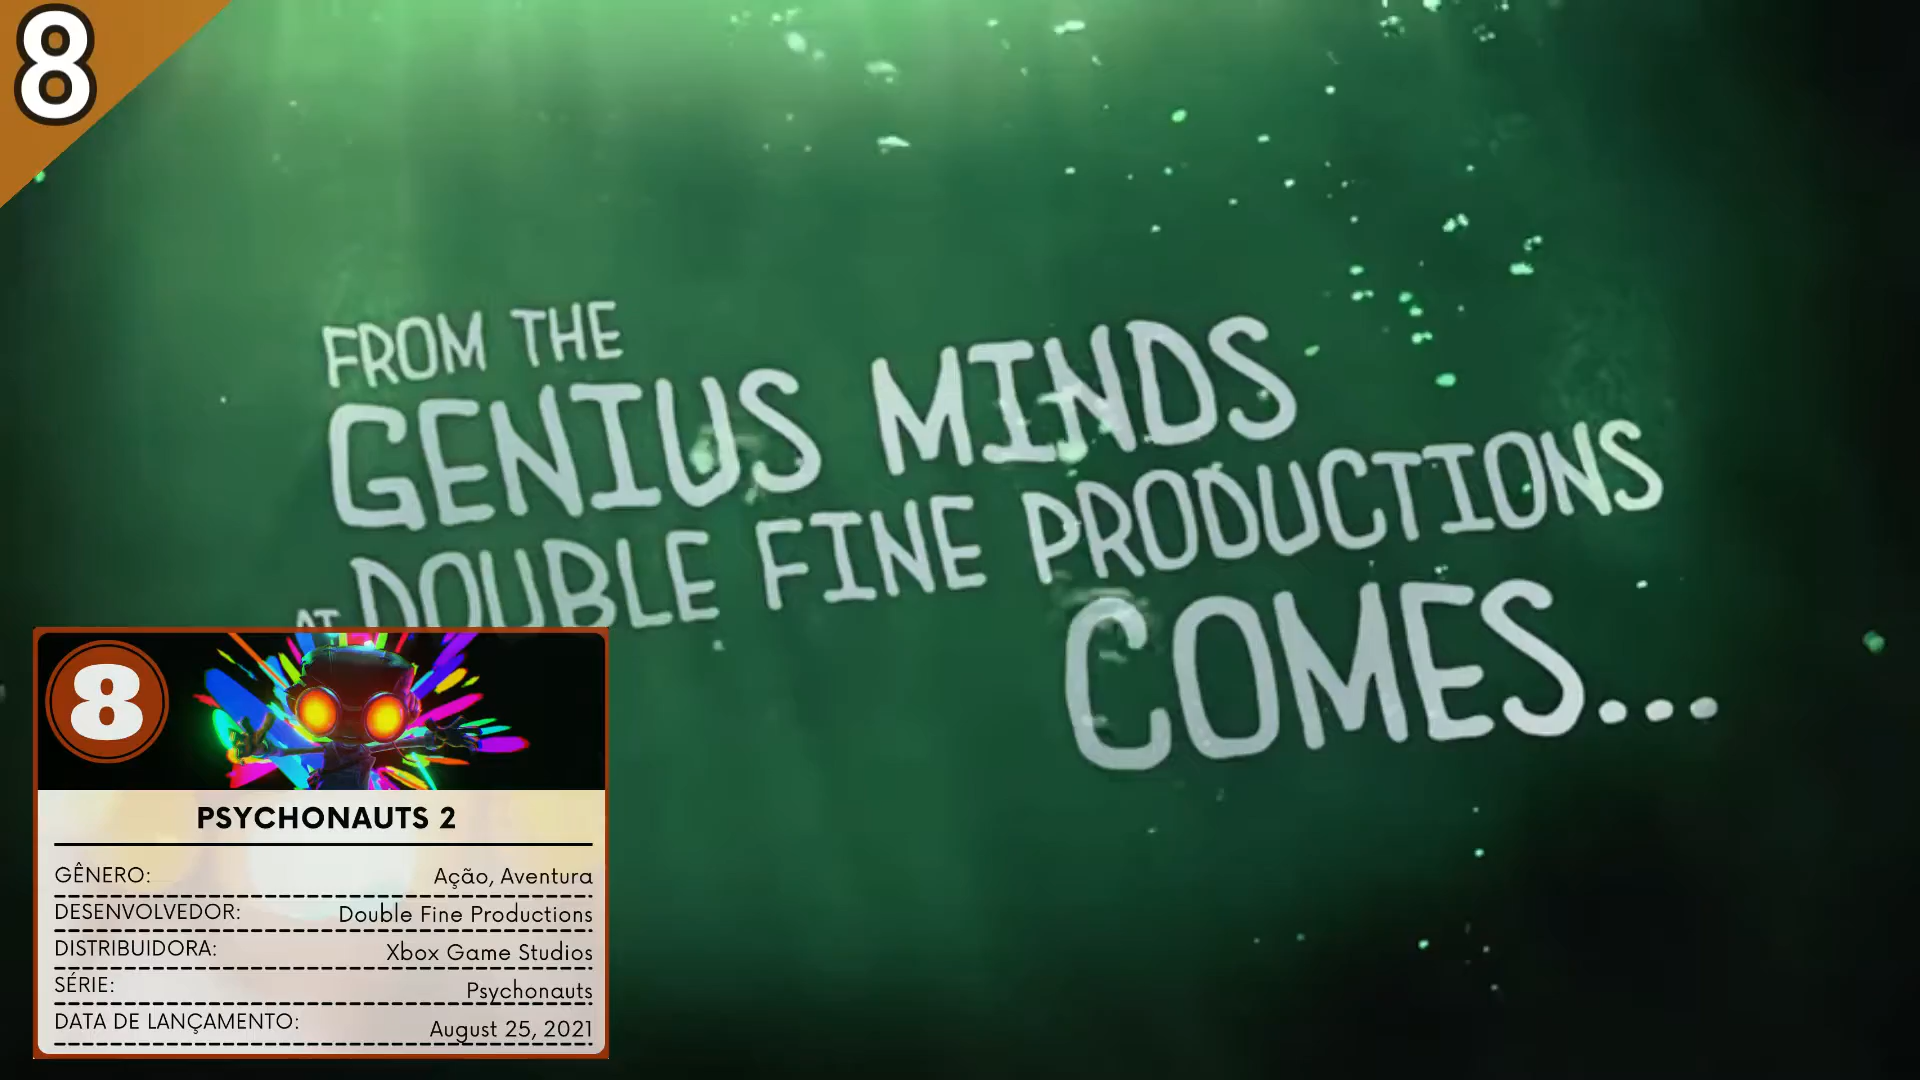 8
FROM THE
GENIUS MINDS
AT DOUBLE FINE PRODUCTIONS
COMES...
8
PSYCHONAUTS 2
GÊNERO: Ação, Aventura
DESENVOLVEDOR: Double Fine Productions
DISTRIBUIDORA: Xbox Game Studios
SÉRIE: Psychonauts
DATA DE LANÇAMENTO: August 25, 2021